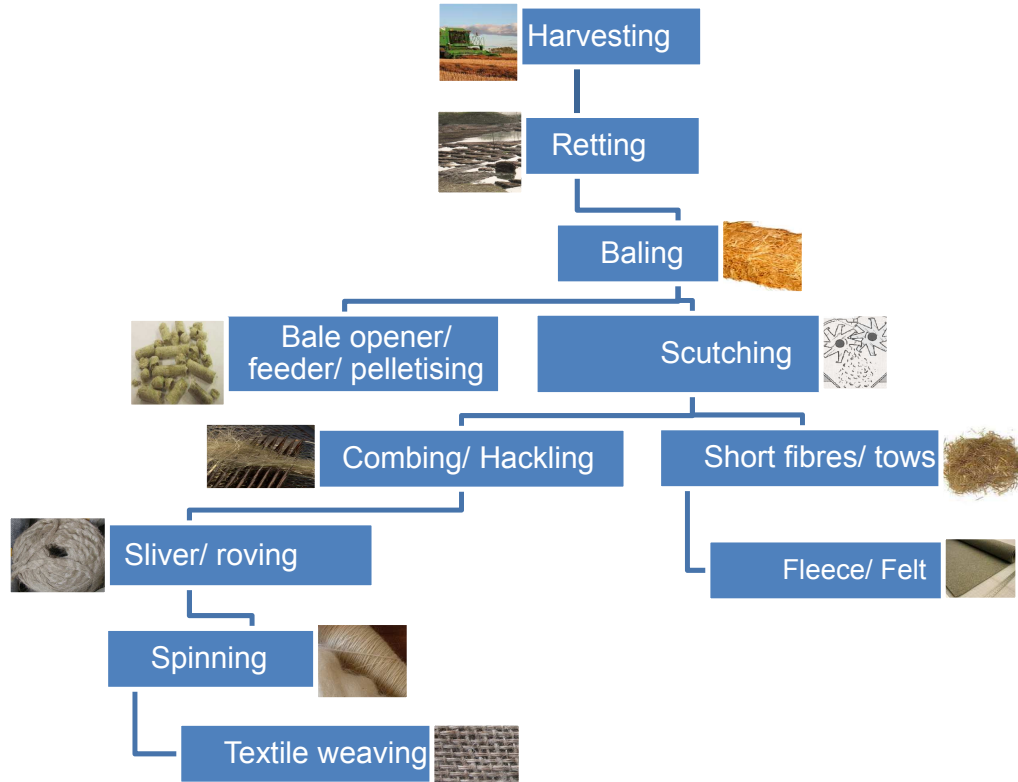 Harvesting
Retting
Baling
Bale opener/
feeder/ pelletising
Scutching
Combing/ Hackling
Short fibres/ tows
Sliver/ roving
Fleece/ Felt
Spinning
Textile weaving